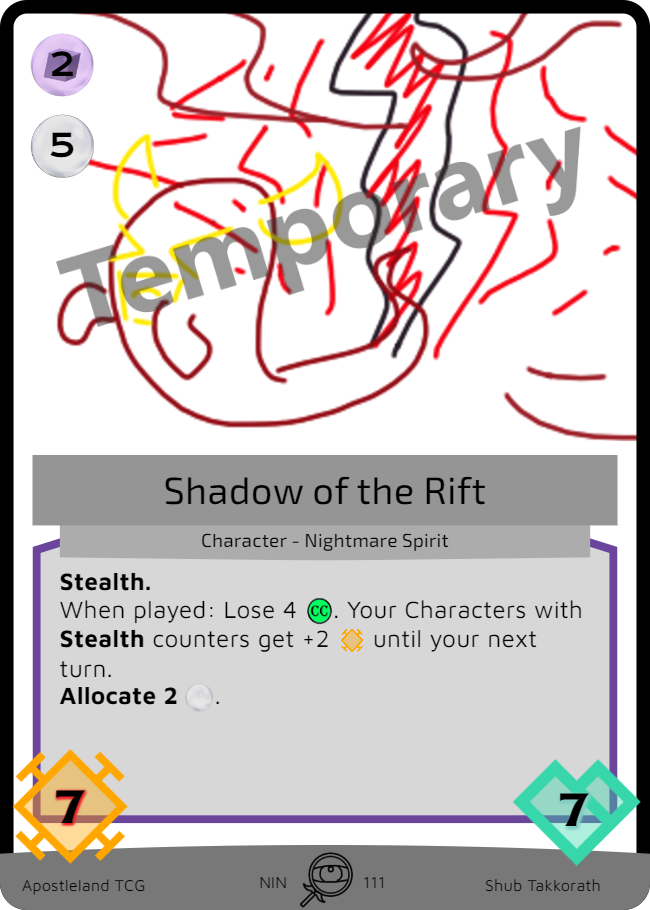 2
5
Temporary
Shadow of the Rift
Character - Nightmare Spirit
Stealth.
When played: Lose 4 CC. Your Characters with
Stealth counters get +2 until your next
turn.
Allocate 2 .
7
7
Apostleland TCG
NIN
111
Shub Takkorath